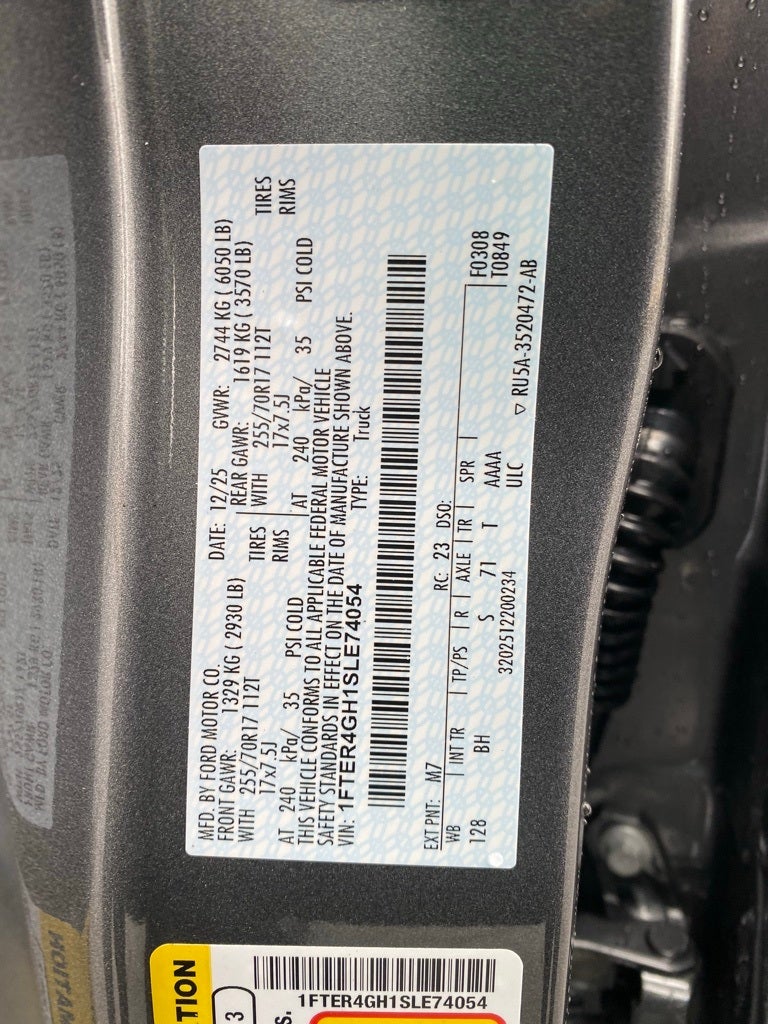 MFD. BY FORD MOTOR CO.
DATE: 12/25 GVWR: 2744 KG ( 6050 LB)
FRONT GAWR: 1329 KG ( 2930 LB) REAR GAWR: 1619 KG ( 3570 LB)
WITH 255/70R17 112T TIRES WITH 255/70R17 112T TIRES
17x7.5J RIMS 17x7.5J RIMS
AT 240 kPa/ 35 PSI COLD AT 240 kPa/ 35 PSI COLD
THIS VEHICLE CONFORMS TO ALL APPLICABLE FEDERAL MOTOR VEHICLE
SAFETY STANDARDS IN EFFECT ON THE DATE OF MANUFACTURE SHOWN ABOVE.
VIN: 1FTER4GH1SLE74054 TYPE: Truck
EXT PNT: M7 RC: 23 DSO: F0308
WB INT TR TP/PS R AXLE TR SPR T0849
128 BH S 71 T AAAA
3202512200234 ULC ▽ RU5A-3520472-AB
1FTER4GH1SLE74054